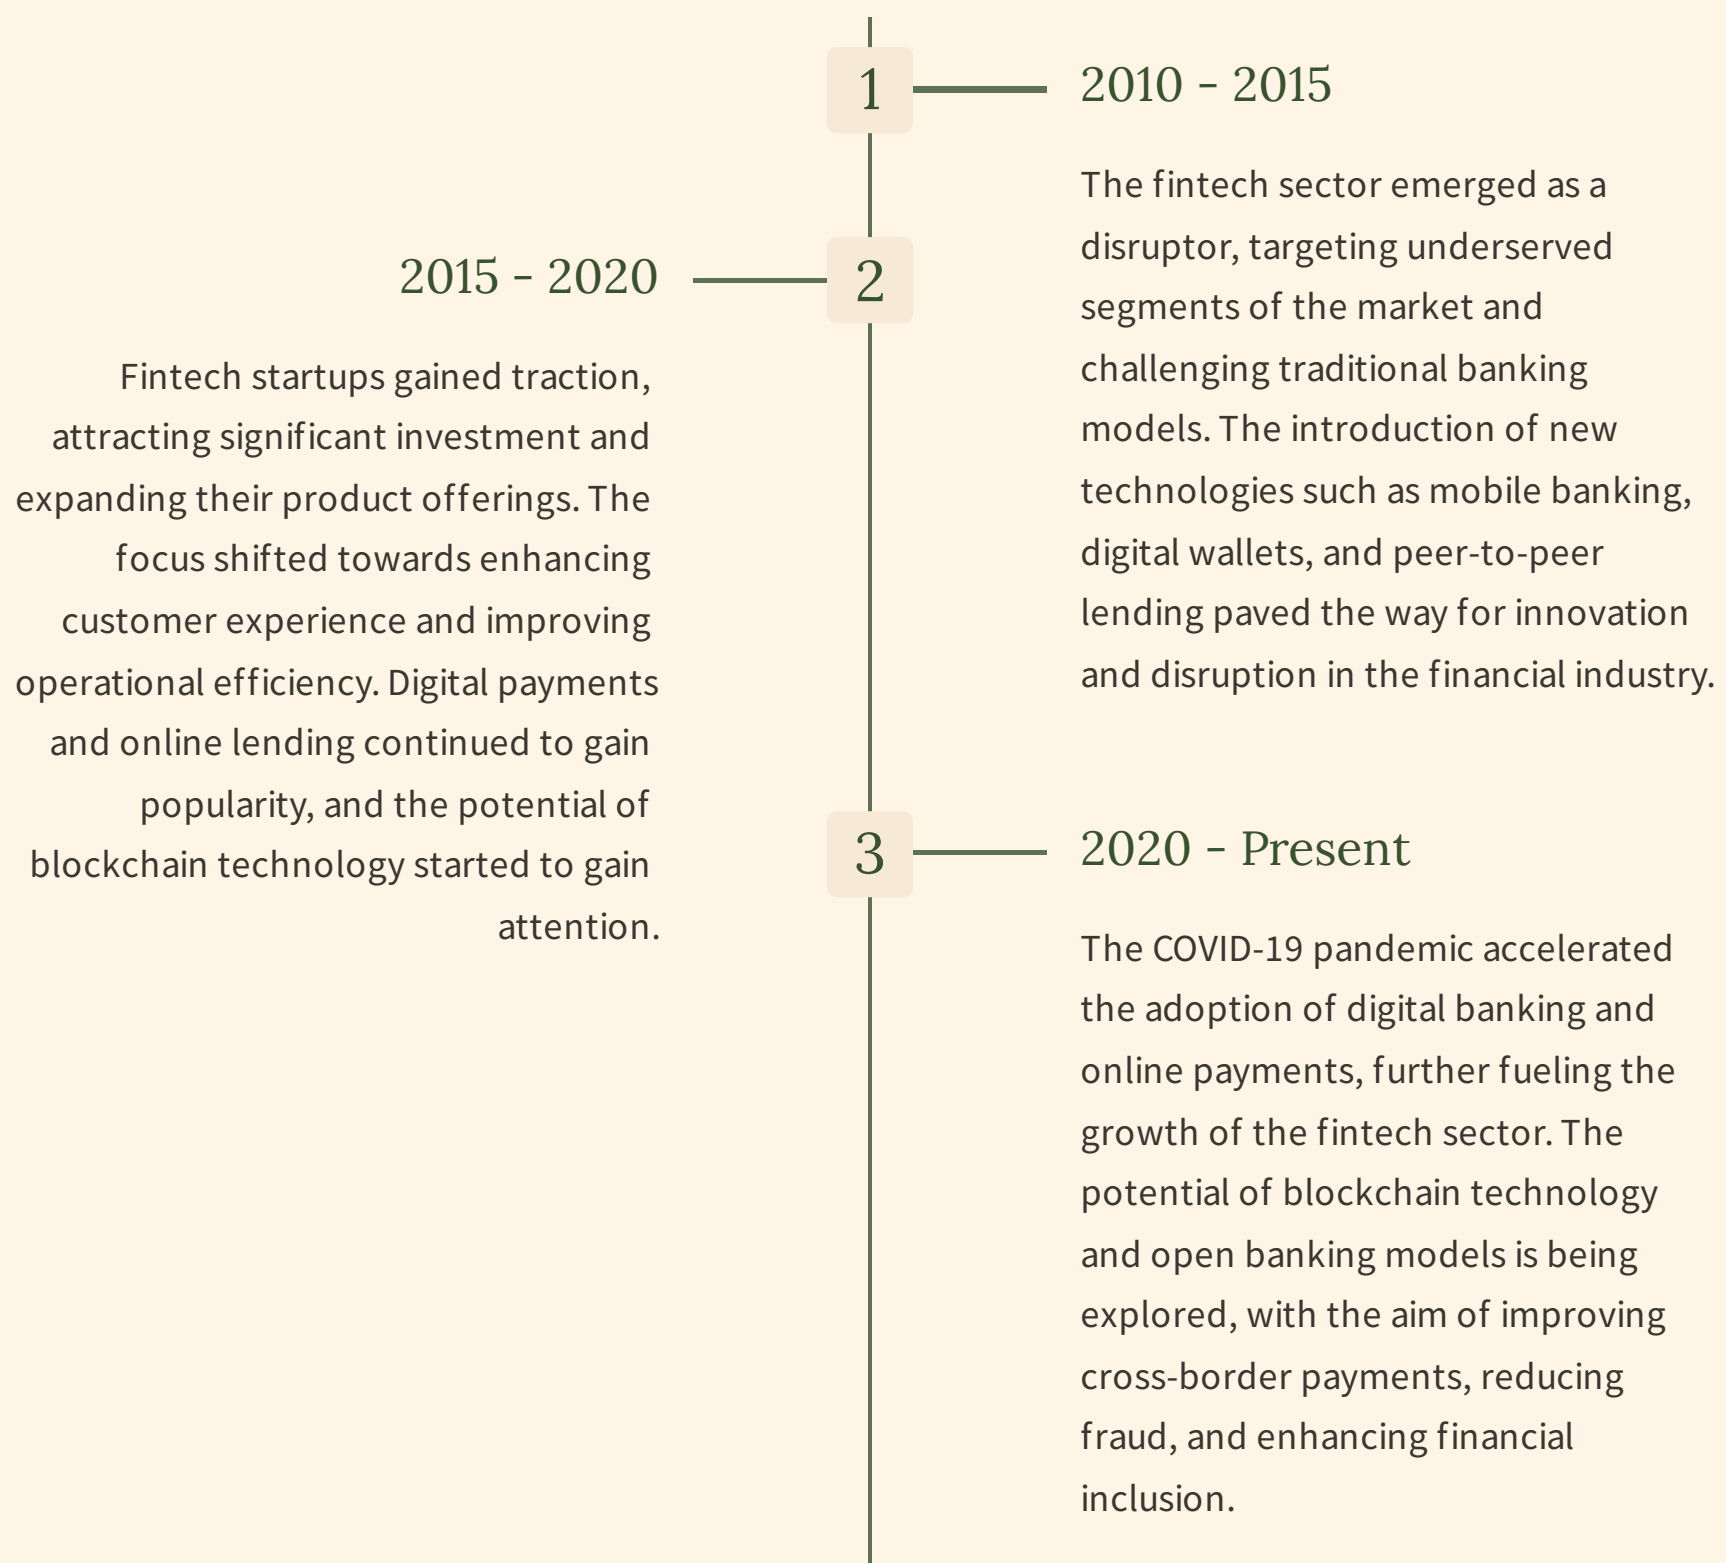 1
2010 - 2015
The fintech sector emerged as a
disruptor, targeting underserved
segments of the market and
challenging traditional banking
models. The introduction of new
technologies such as mobile banking,
digital wallets, and peer-to-peer
lending paved the way for innovation
and disruption in the financial industry.
2
2015 - 2020
Fintech startups gained traction,
attracting significant investment and
expanding their product offerings. The
focus shifted towards enhancing
customer experience and improving
operational efficiency. Digital payments
and online lending continued to gain
popularity, and the potential of
blockchain technology started to gain
attention.
3
2020 - Present
The COVID-19 pandemic accelerated
the adoption of digital banking and
online payments, further fueling the
growth of the fintech sector. The
potential of blockchain technology
and open banking models is being
explored, with the aim of improving
cross-border payments, reducing
fraud, and enhancing financial
inclusion.